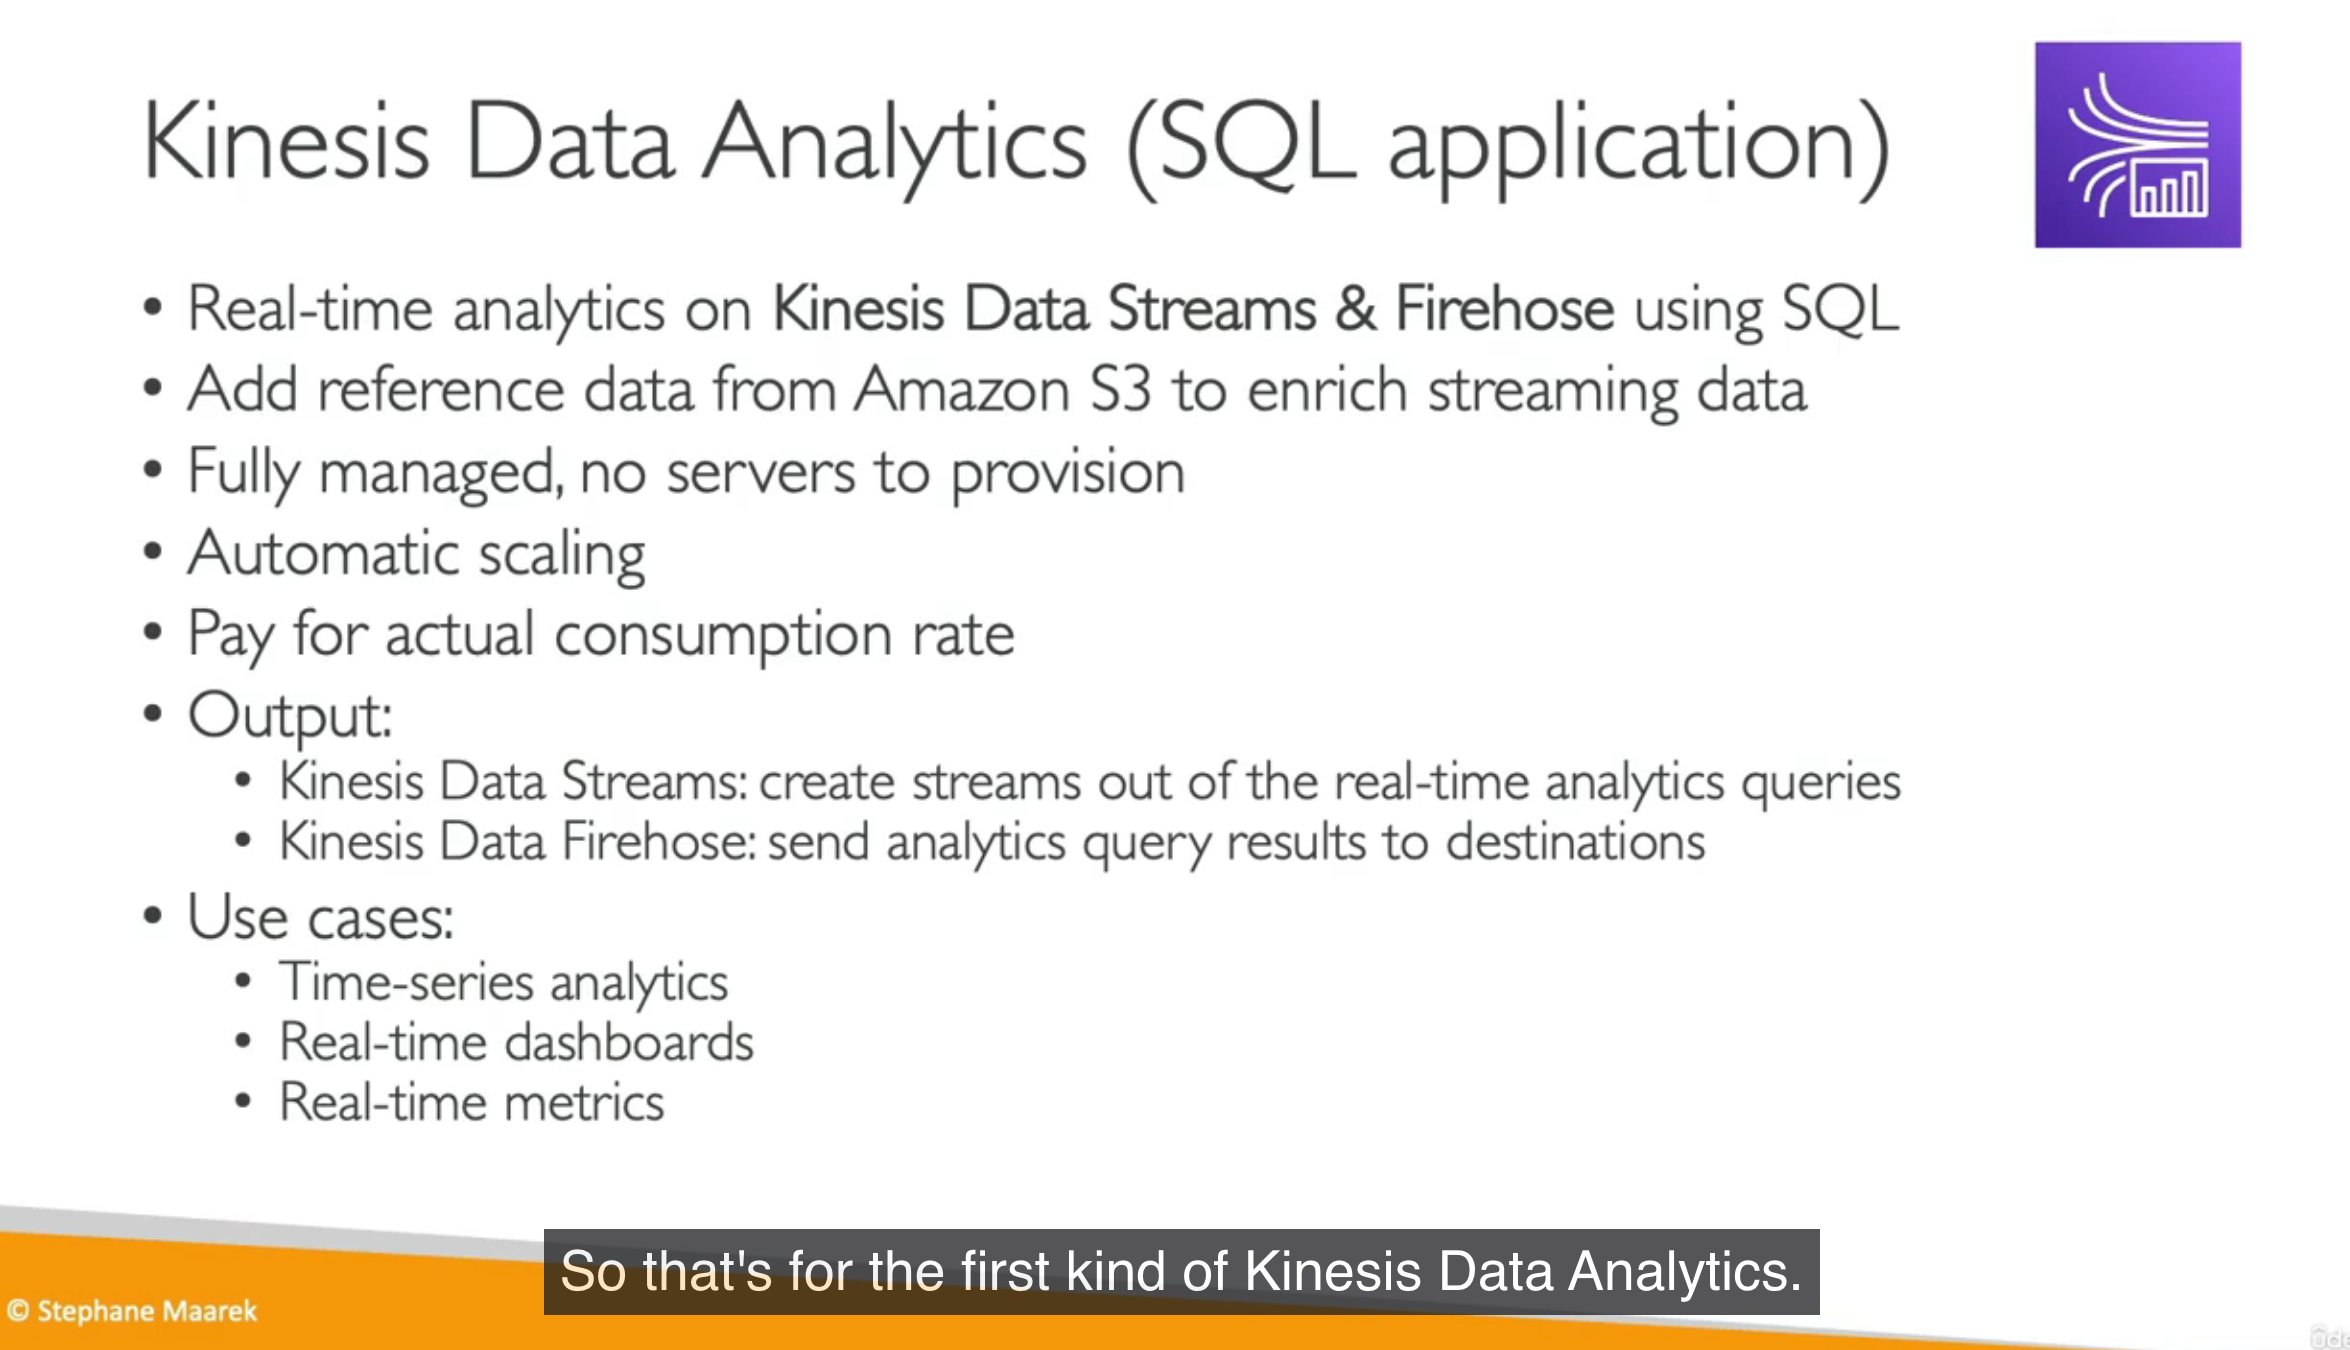 Kinesis Data Analytics (SQL application)
• Real-time analytics on Kinesis Data Streams & Firehose using SQL
• Add reference data from Amazon S3 to enrich streaming data
• Fully managed, no servers to provision
• Automatic scaling
• Pay for actual consumption rate
• Output:
• Kinesis Data Streams: create streams out of the real-time analytics queries
• Kinesis Data Firehose: send analytics query results to destinations
• Use cases:
• Time-series analytics
• Real-time dashboards
• Real-time metrics
So that's for the first kind of Kinesis Data Analytics.
© Stephane Maarek